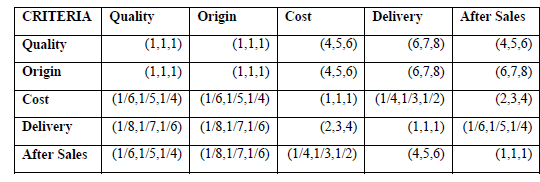 CRITERIA Quality Origin Cost Delivery After Sales
Quality (1,1,1) (1,1,1) (4,5,6) (6,7,8) (4,5,6)
Origin (1,1,1) (1,1,1) (4,5,6) (6,7,8) (6,7,8)
Cost (1/6,1/5,1/4) (1/6,1/5,1/4) (1,1,1) (1/4,1/3,1/2) (2,3,4)
Delivery (1/8,1/7,1/6) (1/8,1/7,1/6) (2,3,4) (1,1,1) (1/6,1/5,1/4)
After Sales (1/6,1/5,1/4) (1/8,1/7,1/6) (1/4,1/3,1/2) (4,5,6) (1,1,1)